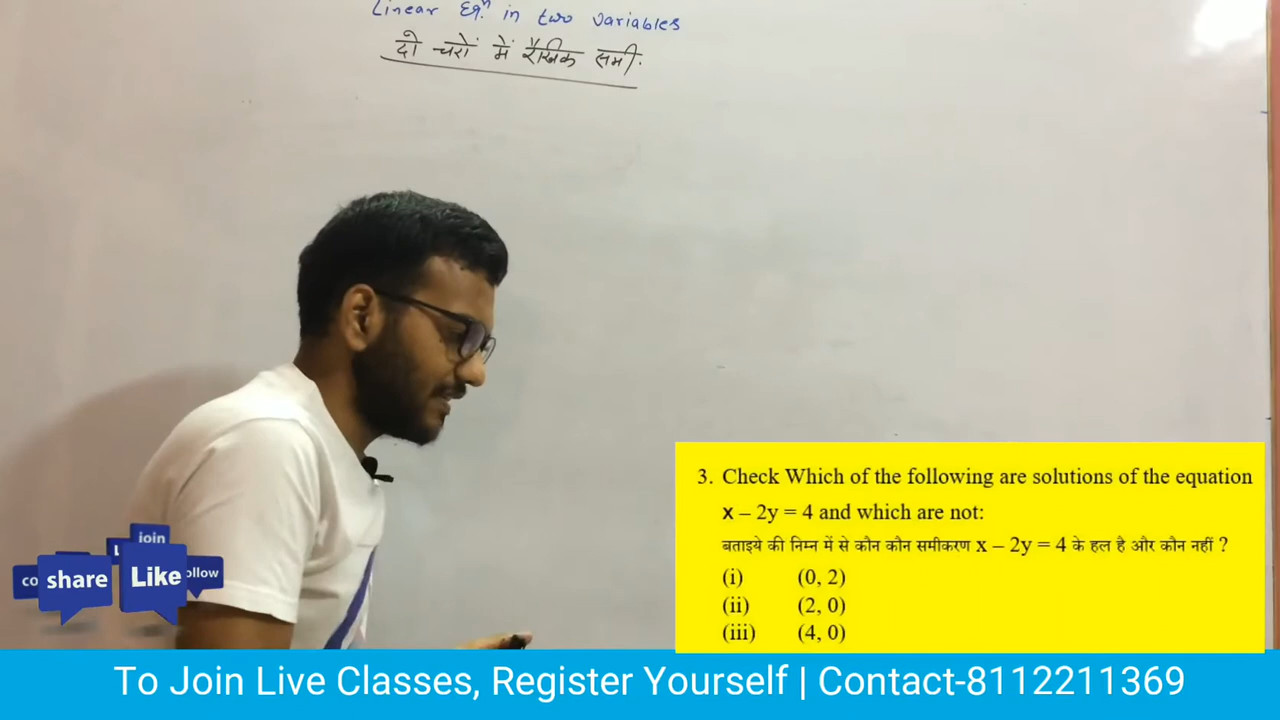 Linear Eqⁿ. in two variables
दो चरों में रैखिक समी.
3. Check Which of the following are solutions of the equation
x – 2y = 4 and which are not:
बताइये की निम्न में से कौन कौन समीकरण x – 2y = 4 के हल है और कौन नहीं ?
(i) (0, 2)
(ii) (2, 0)
(iii) (4, 0)
join
share
Like
To Join Live Classes, Register Yourself | Contact-8112211369